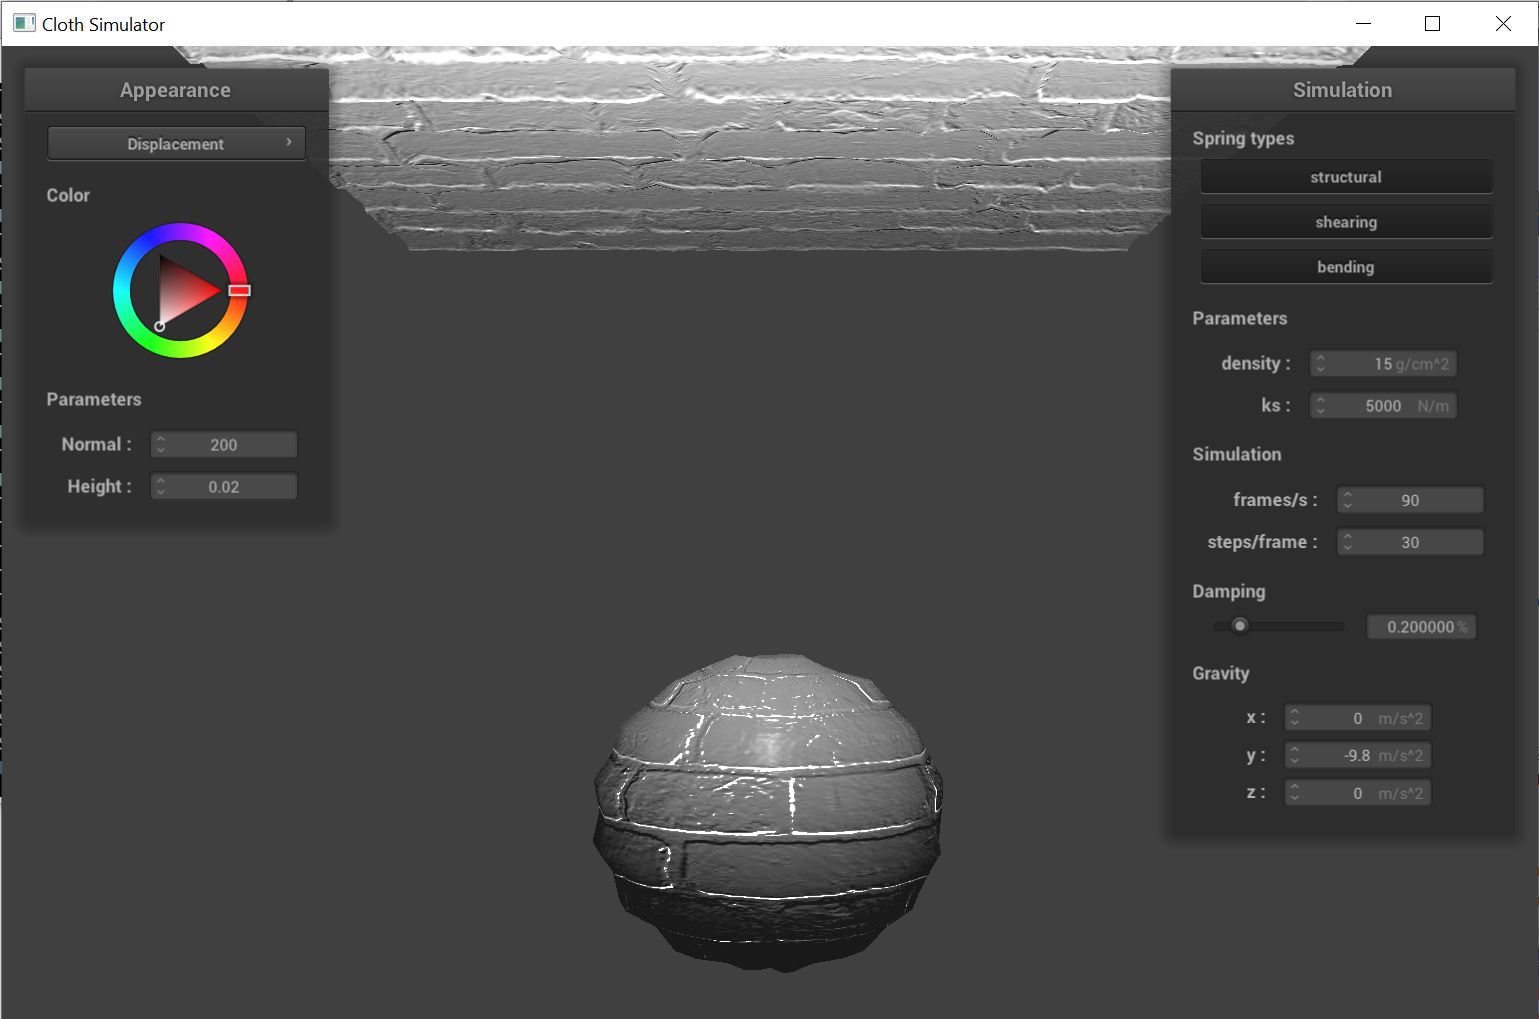 Cloth Simulator
Appearance
Displacement
Color
Parameters
Normal : 200
Height : 0.02
Simulation
Spring types
structural
shearing
bending
Parameters
density : 15 g/cm^2
ks : 5000 N/m
Simulation
frames/s : 90
steps/frame : 30
Damping
0.200000 %
Gravity
x : 0 m/s^2
y : -9.8 m/s^2
z : 0 m/s^2